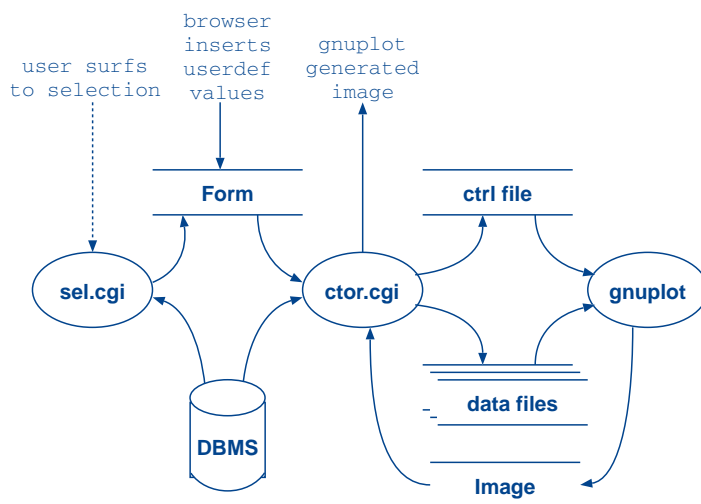 user surfs
to selection
browser
inserts
userdef
values
gnuplot
generated
image
Form
ctrl file
sel.cgi
ctor.cgi
gnuplot
DBMS
data files
Image